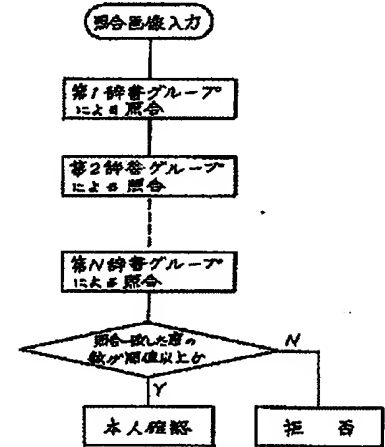 照合画像入力
第1辞書グループ
による照合
第2辞書グループ
による照合
第N辞書グループ
による照合
照合一致した
数が閾値以上か
N
Y
本人確認
拒否